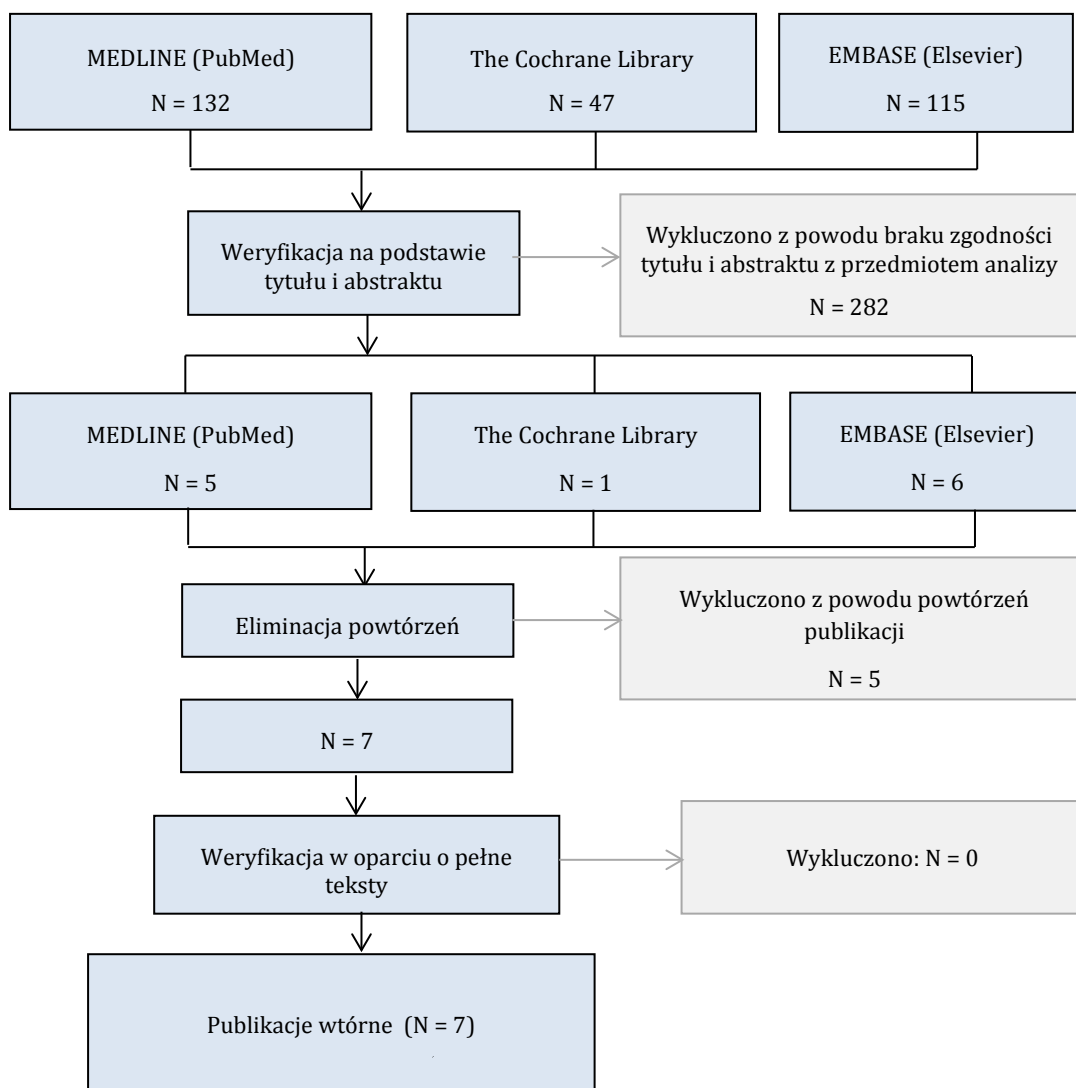 MEDLINE (PubMed)
N = 132
The Cochrane Library
N = 47
EMBASE (Elsevier)
N = 115
Weryfikacja na podstawie
tytułu i abstraktu
Wykluczono z powodu braku zgodności
tytułu i abstraktu z przedmiotem analizy
N = 282
MEDLINE (PubMed)
N = 5
The Cochrane Library
N = 1
EMBASE (Elsevier)
N = 6
Eliminacja powtórzeń
Wykluczono z powodu powtórzeń
publikacji
N = 5
N = 7
Weryfikacja w oparciu o pełne
teksty
Wykluczono: N = 0
Publikacje wtórne (N = 7)